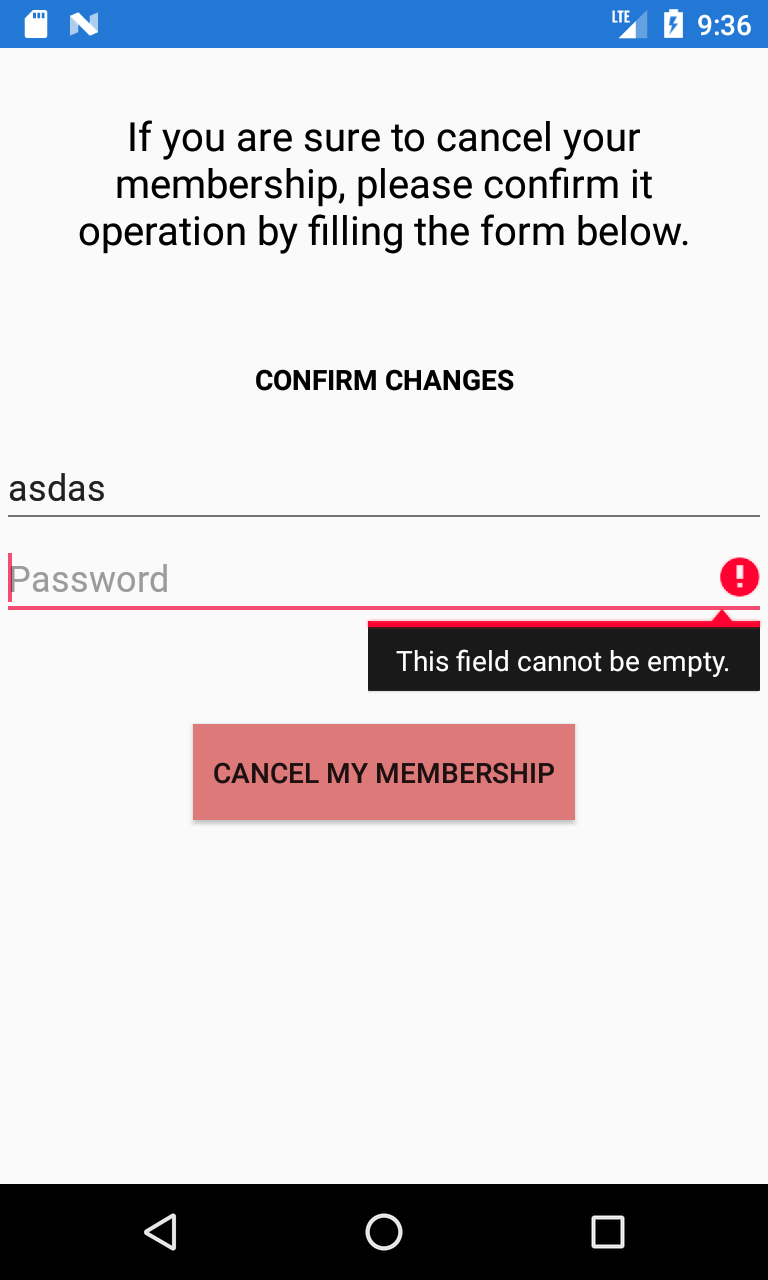 LTE 9:36
If you are sure to cancel your
membership, please confirm it
operation by filling the form below.
CONFIRM CHANGES
asdas
Password
This field cannot be empty.
CANCEL MY MEMBERSHIP